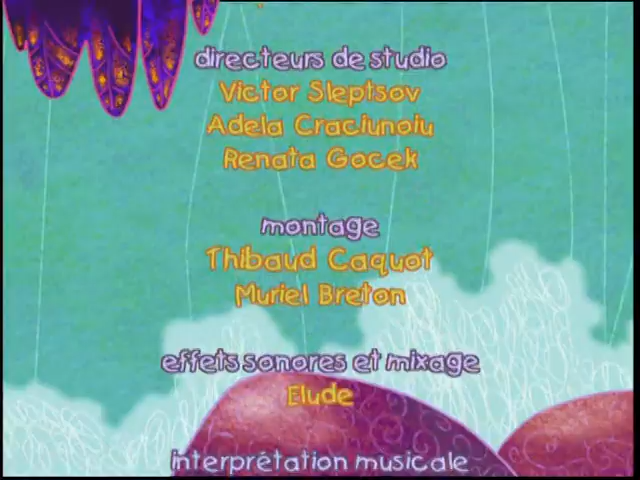 directeurs de studio
Victor Sleptsov
Adela Craciunoiu
Renata Gocek
montage
Thibaud Caquot
Muriel Breton
effets sonores et mixage
Elude
interprétation musicale